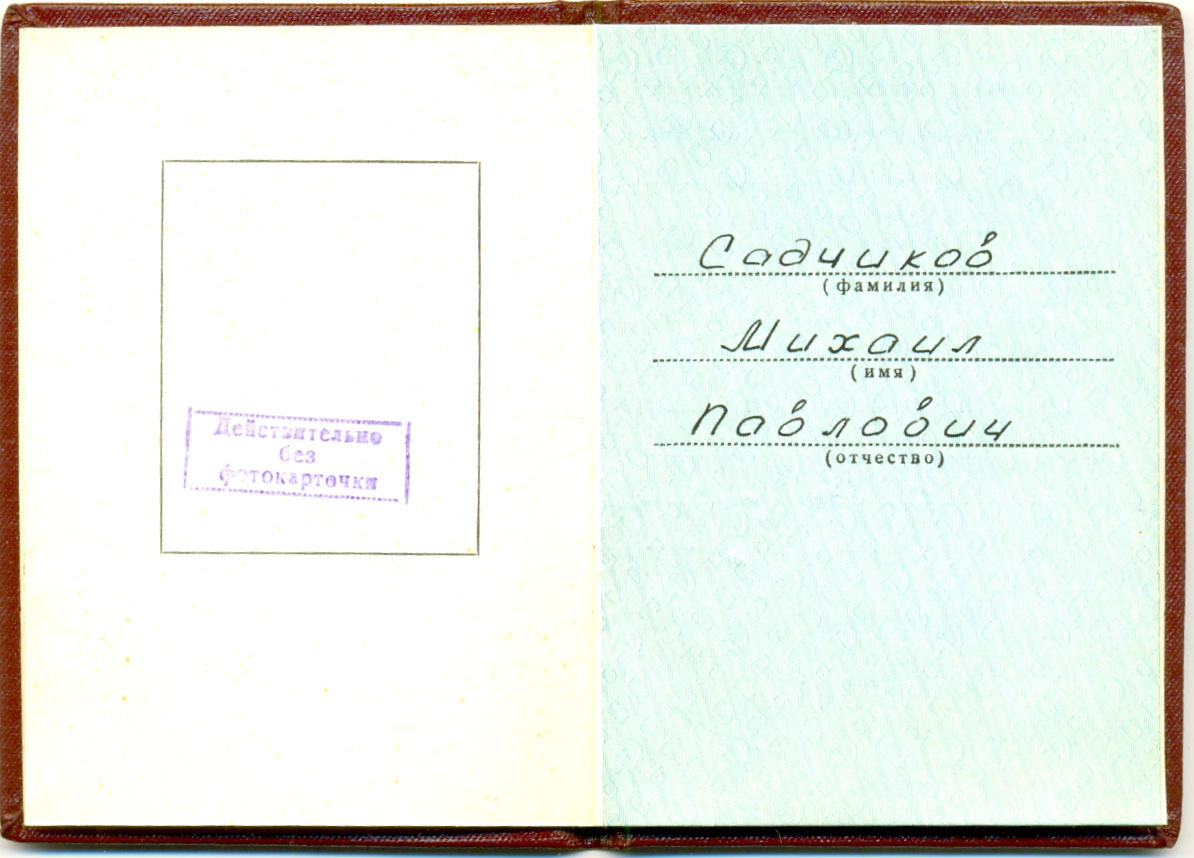 Действительно
без
фотокарточки
Садчиков
(фамилия)
Михаил
(имя)
Павлович
(отчество)